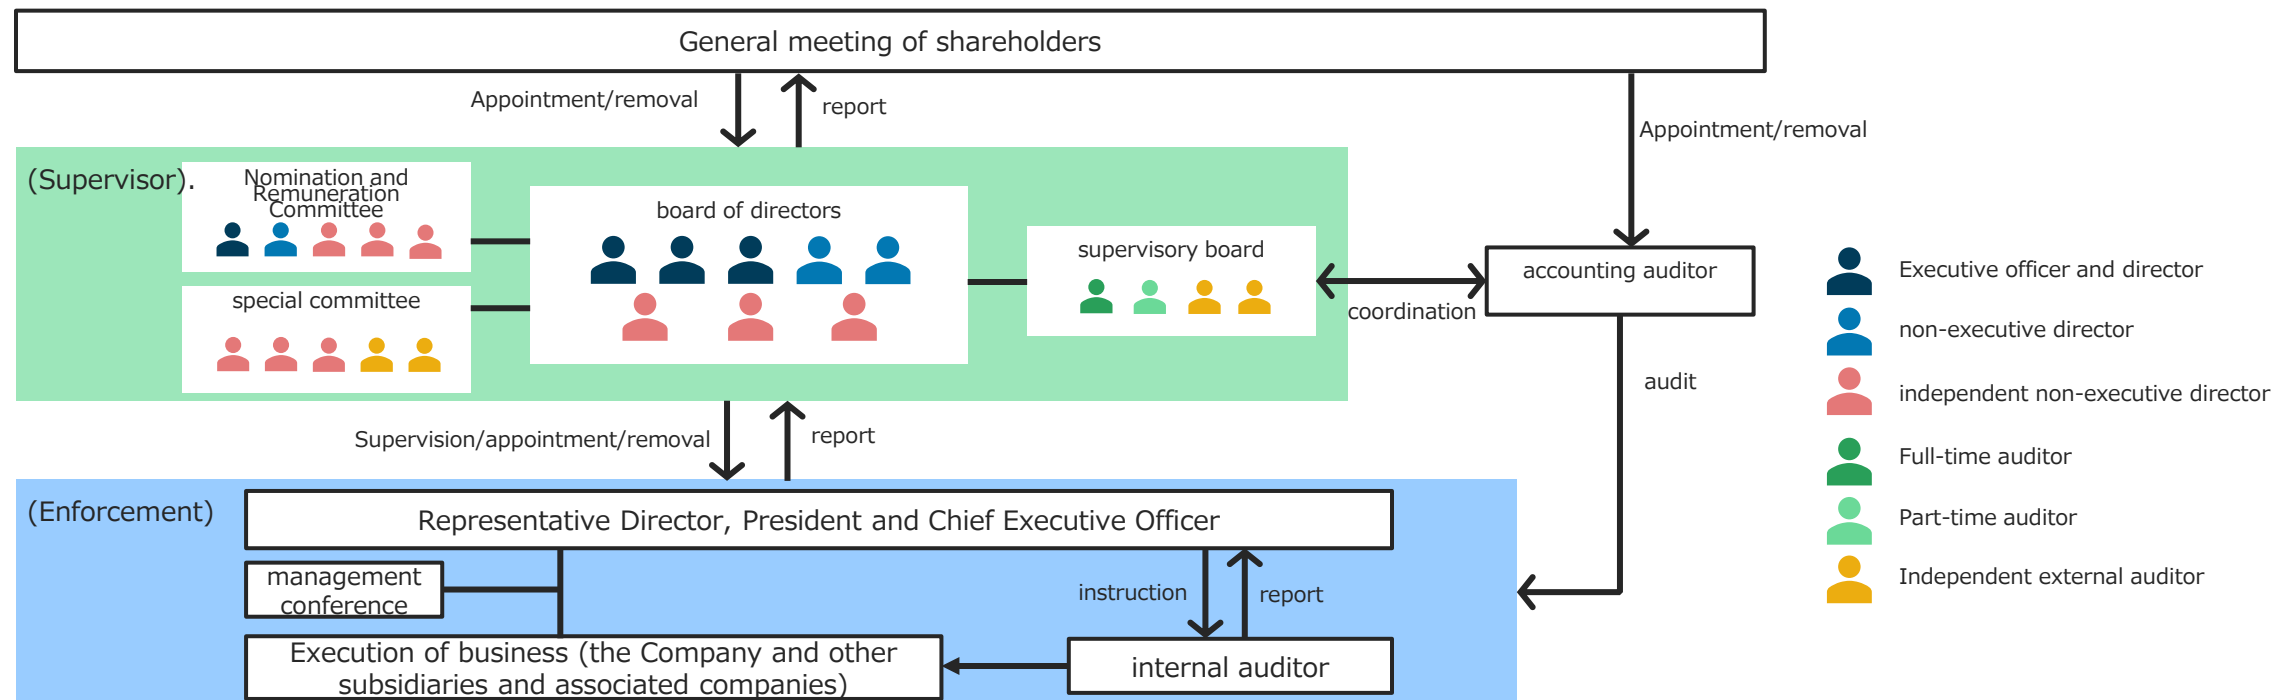 General meeting of shareholders
Appointment/removal
report
Appointment/removal
(Supervisor).
Nomination and
Remuneration
Committee
board of directors
supervisory board
special committee
coordination
accounting auditor
audit
Supervision/appointment/removal
report
(Enforcement)
Representative Director, President and Chief Executive Officer
management
conference
instruction
report
Execution of business (the Company and other
subsidiaries and associated companies)
internal auditor
Executive officer and director
non-executive director
independent non-executive director
Full-time auditor
Part-time auditor
Independent external auditor